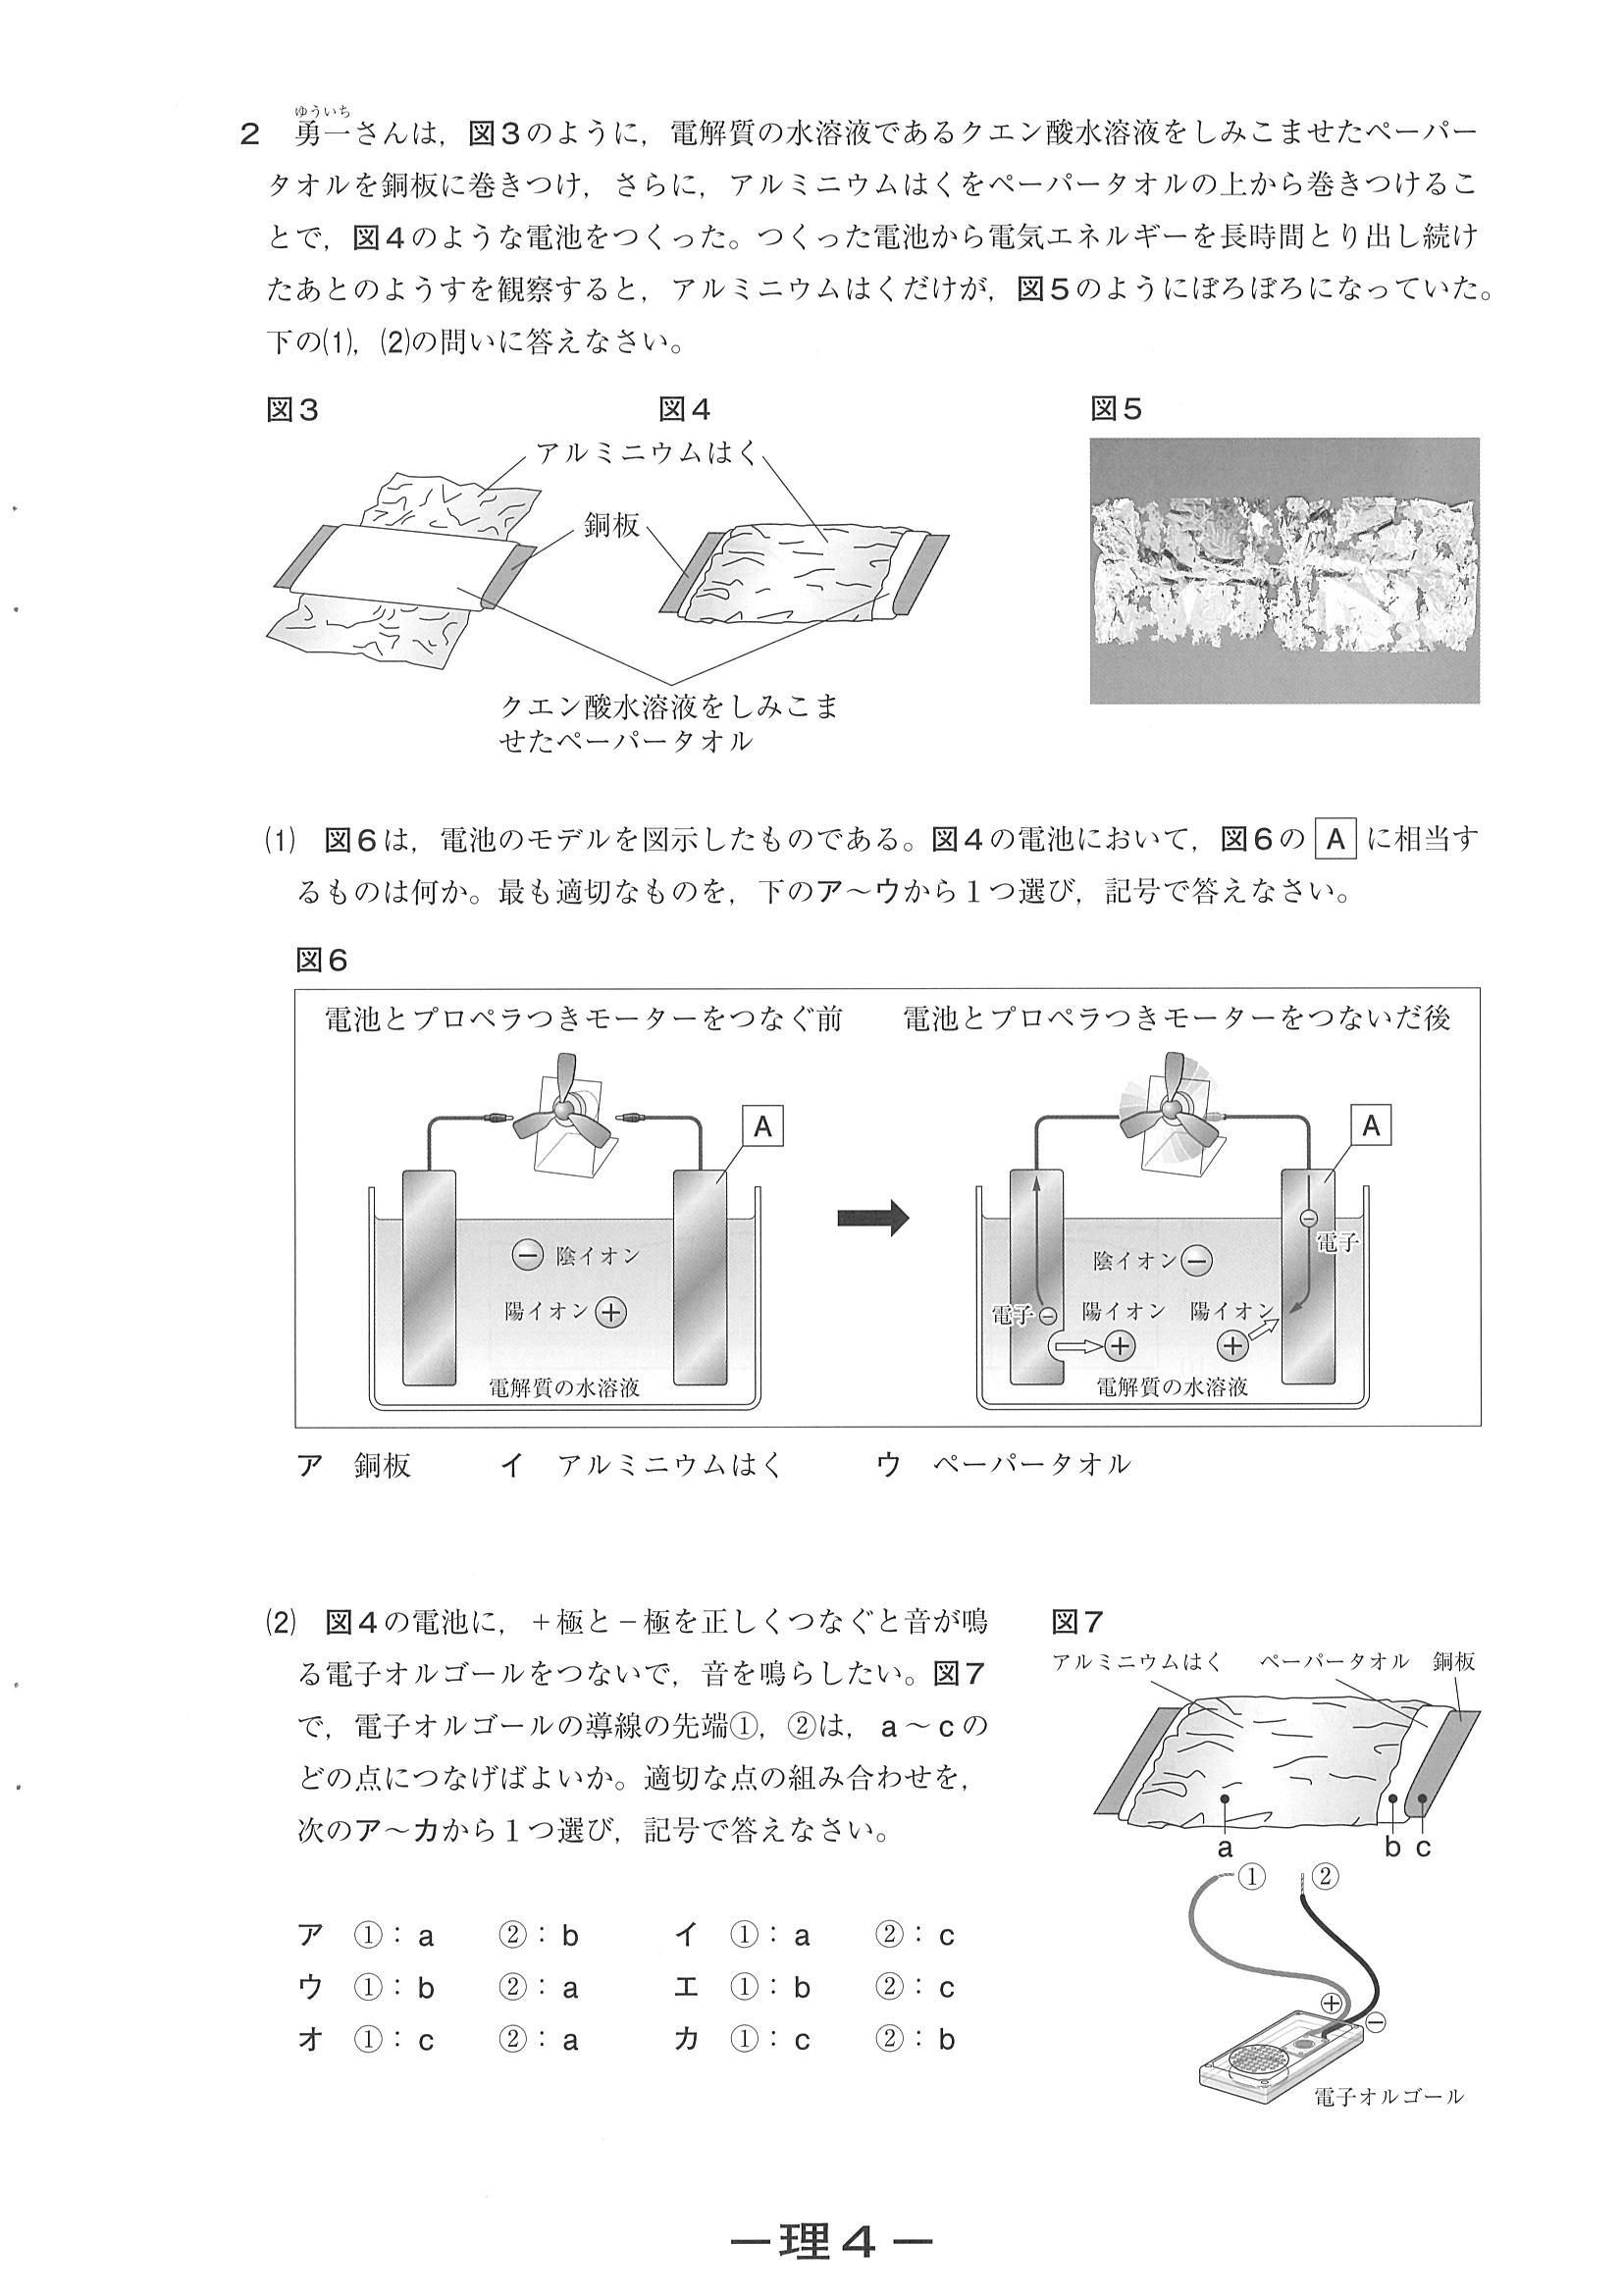 ゆういち
2 勇一さんは，図3のように，電解質の水溶液であるクエン酸水溶液をしみこませたペーパー
タオルを銅板に巻きつけ，さらに，アルミニウムはくをペーパータオルの上から巻きつけるこ
とで，図4のような電池をつくった。つくった電池から電気エネルギーを長時間とり出し続け
たあとのようすを観察すると，アルミニウムはくだけが，図5のようにぼろぼろになっていた。
下の⑴，⑵の問いに答えなさい。
図3
図4
図5
アルミニウムはく
銅板
クエン酸水溶液をしみこま
せたペーパータオル
⑴ 図6は，電池のモデルを図示したものである。図4の電池において，図6の A に相当す
るものは何か。最も適切なものを，下のア～ウから1つ選び，記号で答えなさい。
図6
電池とプロペラつきモーターをつなぐ前
電池とプロペラつきモーターをつないだ後
A
− 陰イオン
陽イオン +
電解質の水溶液
A
− 電子
陰イオン −
電子 − 陽イオン 陽イオン
+ +
電解質の水溶液
ア 銅板 イ アルミニウムはく ウ ペーパータオル
⑵ 図4の電池に，＋極と－極を正しくつなぐと音が鳴
る電子オルゴールをつないで，音を鳴らしたい。図7
で，電子オルゴールの導線の先端①，②は，a～cの
どの点につなげばよいか。適切な点の組み合わせを，
次のア～カから1つ選び，記号で答えなさい。
ア ①：a ②：b イ ①：a ②：c
ウ ①：b ②：a エ ①：b ②：c
オ ①：c ②：a カ ①：c ②：b
図7
アルミニウムはく ペーパータオル 銅板
a b c
① ②
⊕ ⊖
電子オルゴール
－理4－